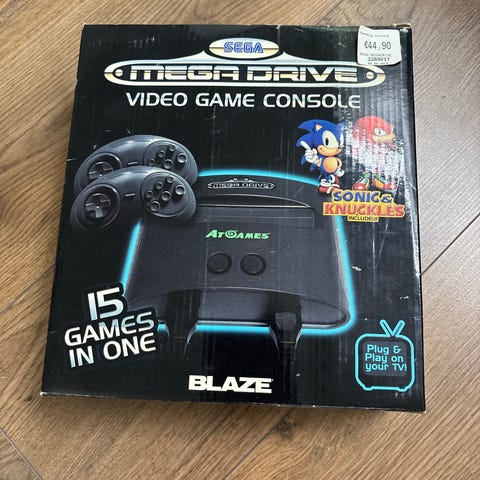 SEGA
MEGA DRIVE
VIDEO GAME CONSOLE
€44,90
2268817
MEGA DRIVE
SONIC &
KNUCKLES
INCLUDED!
ATGAMES
15
GAMES
IN ONE
Plug &
Play on
your TV!
BLAZE